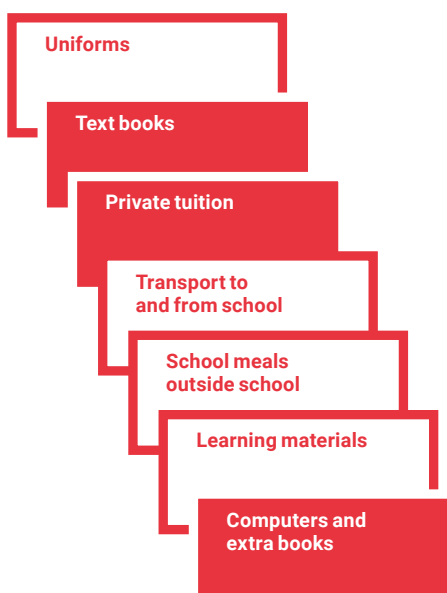 Uniforms
Text books
Private tuition
Transport to
and from school
School meals
outside school
Learning materials
Computers and
extra books